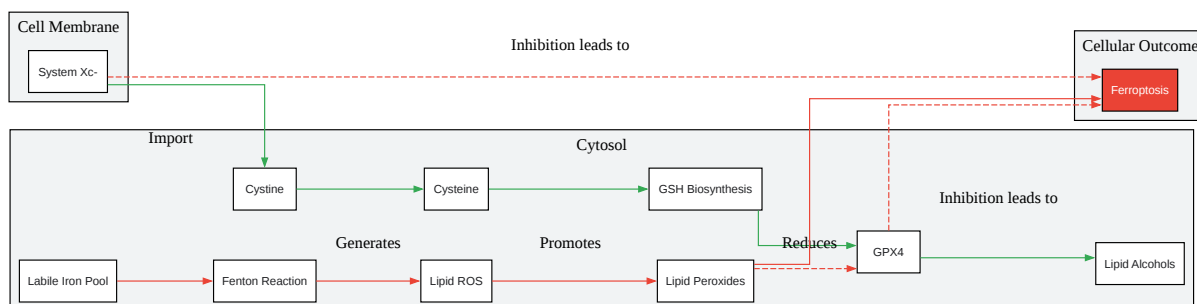 Cell Membrane
System Xc-
Inhibition leads to
Cellular Outcome
Ferroptosis
Import
Cytosol
Cystine
Cysteine
GSH Biosynthesis
Inhibition leads to
Generates
Promotes
Reduces
GPX4
Labile Iron Pool
Fenton Reaction
Lipid ROS
Lipid Peroxides
Lipid Alcohols